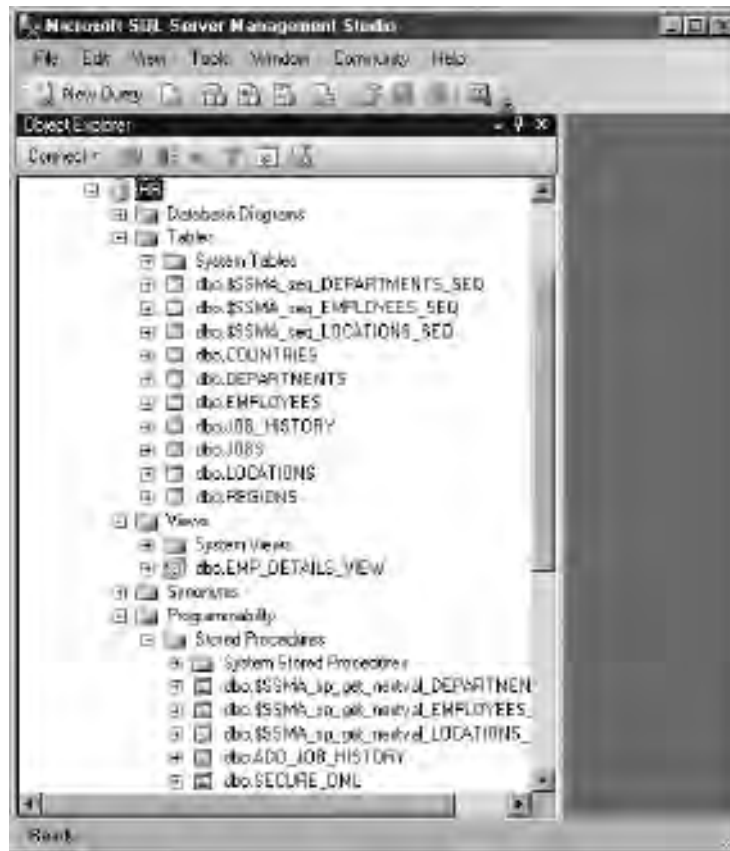 Microsoft SQL Server Management Studio
File Edit View Tools Window Community Help
New Query
Object Explorer
Connect
HR
Database Diagrams
Tables
System Tables
dbo.$SSMA_seq_DEPARTMENTS_SEQ
dbo.$SSMA_seq_EMPLOYEES_SEQ
dbo.$SSMA_seq_LOCATIONS_SEQ
dbo.COUNTRIES
dbo.DEPARTMENTS
dbo.EMPLOYEES
dbo.JOB_HISTORY
dbo.JOBS
dbo.LOCATIONS
dbo.REGIONS
Views
System Views
dbo.EMP_DETAILS_VIEW
Synonyms
Programmability
Stored Procedures
System Stored Procedures
dbo.$SSMA_sp_get_nextval_DEPARTMEN
dbo.$SSMA_sp_get_nextval_EMPLOYEES_
dbo.$SSMA_sp_get_nextval_LOCATIONS_
dbo.ADD_JOB_HISTORY
dbo.SECURE_DML
Ready